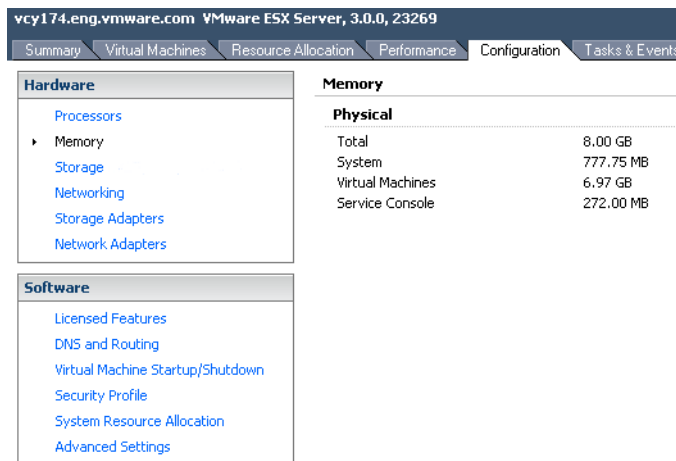 vcy174.eng.vmware.com VMware ESX Server, 3.0.0, 23269
Summary Virtual Machines Resource Allocation Performance Configuration Tasks & Events
Hardware
Processors
Memory
Storage
Networking
Storage Adapters
Network Adapters
Software
Licensed Features
DNS and Routing
Virtual Machine Startup/Shutdown
Security Profile
System Resource Allocation
Advanced Settings
Memory
Physical
Total 8.00 GB
System 777.75 MB
Virtual Machines 6.97 GB
Service Console 272.00 MB